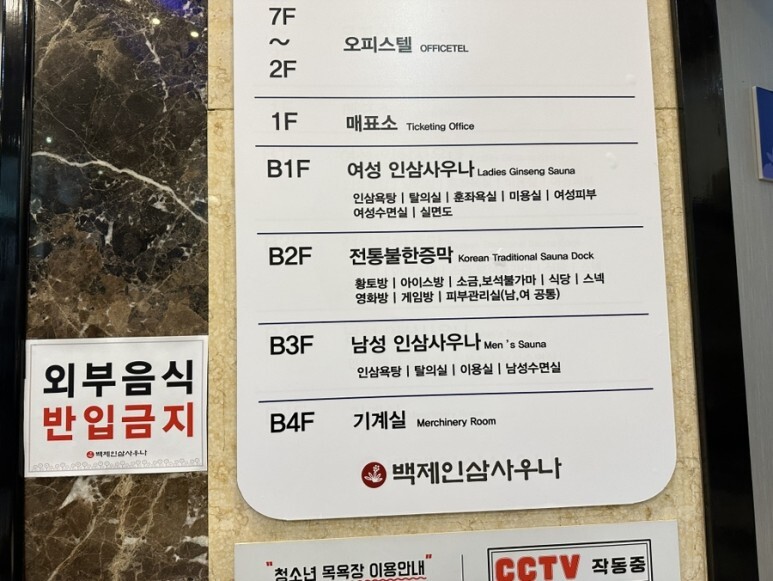 7F
~
2F
오피스텔 OFFICETEL
1F 매표소 Ticketing Office
B1F 여성 인삼사우나 Ladies Ginseng Sauna
인삼욕탕 | 탈의실 | 훈좌욕실 | 미용실 | 여성피부
여성수면실 | 실면도
B2F 전통불한증막 Korean Traditional Sauna Dock
황토방 | 아이스방 | 소금,보석불가마 | 식당 | 스넥
영화방 | 게임방 | 피부관리실(남,여 공통)
B3F 남성 인삼사우나 Men's Sauna
인삼욕탕 | 탈의실 | 이용실 | 남성수면실
B4F 기계실 Merchinery Room
백제인삼사우나
외부음식
반입금지
백제인삼사우나
"청소년 목욕장 이용안내"
CCTV 작동중